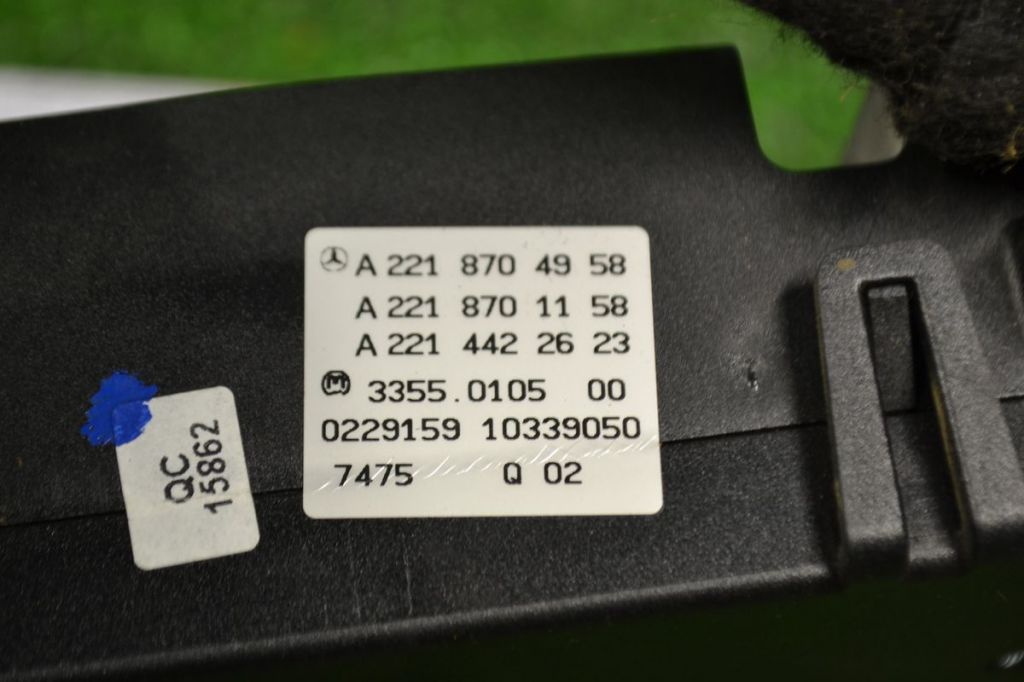 A 221 870 49 58
A 221 870 11 58
A 221 442 26 23
M 3355.0105 00
0229159 10339050
7475 Q 02
QC
15862